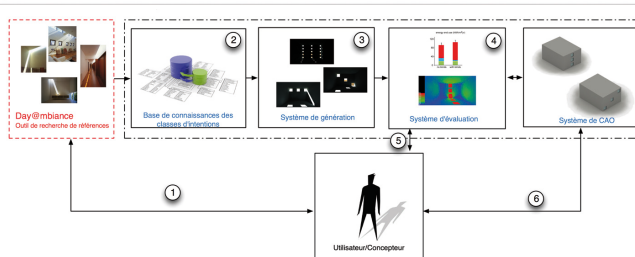 Day@mbiance
Outil de recherche de références
2
Base de connaissances des
classes d'intentions
3
Système de génération
4
Système d'évaluation
Système de CAO
5
1
6
Utilisateur/Concepteur